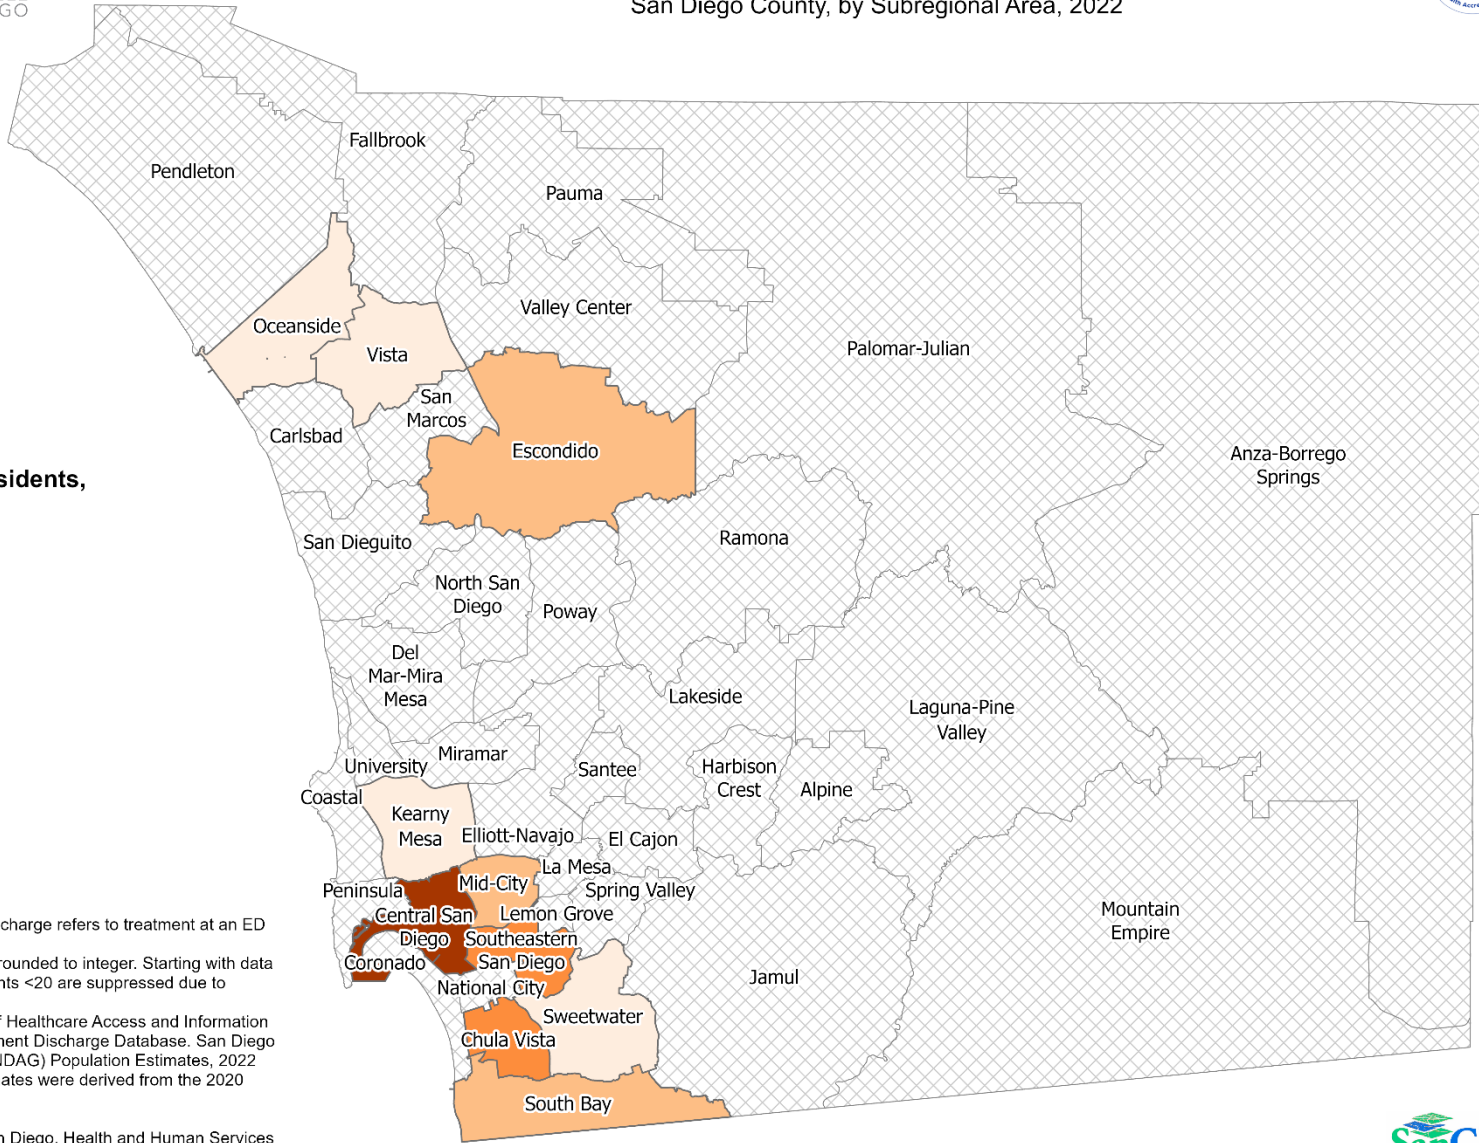 GO
San Diego County, by Subregional Area, 2022
Fallbrook
Pendleton
Pauma
Valley Center
Oceanside
Vista
Palomar-Julian
San
Marcos
Carlsbad
Escondido
Anza-Borrego
Springs
sidents,
San Dieguito
Ramona
North San
Diego
Poway
Del
Mar-Mira
Mesa
Lakeside
Laguna-Pine
Valley
Miramar
University
Santee
Harbison
Crest
Alpine
Coastal
Kearny
Mesa
Elliott-Navajo
El Cajon
La Mesa
Mid-City
Peninsula
Spring Valley
Central San
Diego
Lemon Grove
Southeastern
San Diego
Coronado
National City
Mountain
Empire
Jamul
Sweetwater
Chula Vista
South Bay
charge refers to treatment at an ED
rounded to integer. Starting with data
nts <20 are suppressed due to
f Healthcare Access and Information
nent Discharge Database. San Diego
NDAG) Population Estimates, 2022
ates were derived from the 2020
n Diego, Health and Human Services